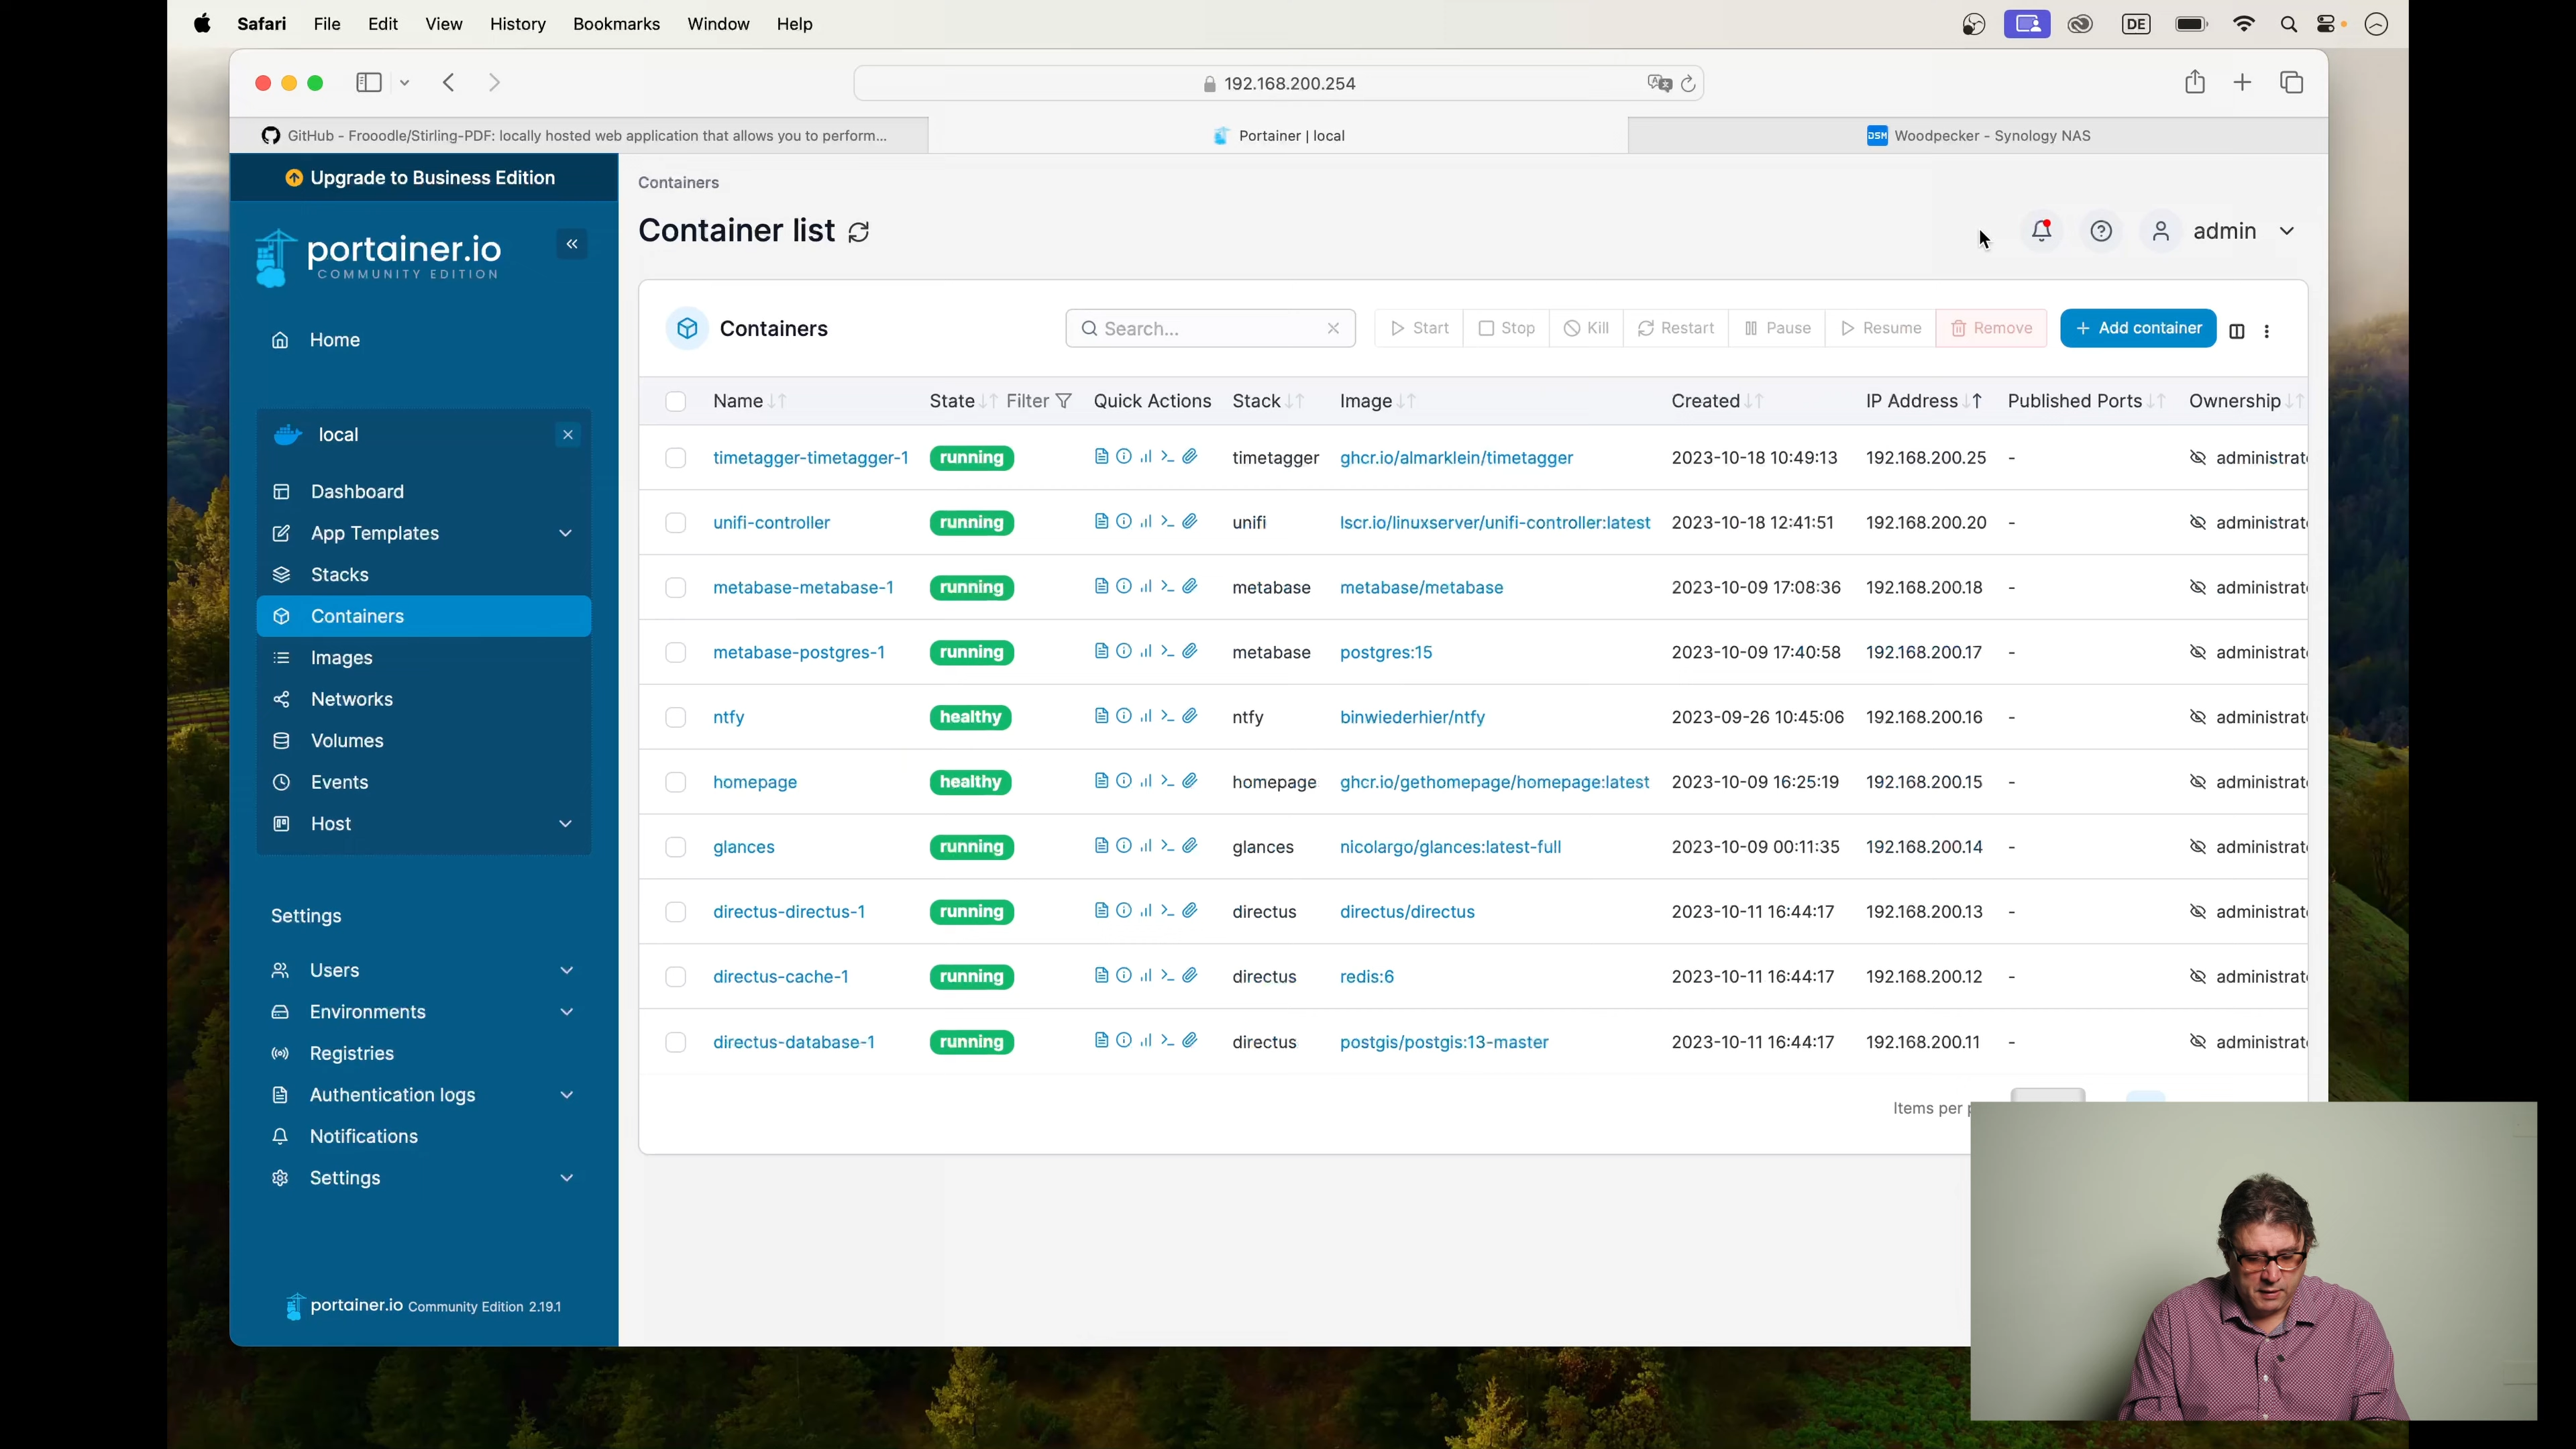 Safari File Edit View History Bookmarks Window Help DE
192.168.200.254
GitHub - Frooodle/Stirling-PDF: locally hosted web application that allows you to perform...
Portainer | local
DSM Woodpecker - Synology NAS
Upgrade to Business Edition
portainer.io
COMMUNITY EDITION
Home
local
Dashboard
App Templates
Stacks
Containers
Images
Networks
Volumes
Events
Host
Settings
Users
Environments
Registries
Authentication logs
Notifications
Settings
portainer.io Community Edition 2.19.1
Containers
Container list
admin
Containers Search... Start Stop Kill Restart Pause Resume Remove + Add container
Name State Filter Quick Actions Stack Image Created IP Address Published Ports Ownership
timetagger-timetagger-1 running timetagger ghcr.io/almarklein/timetagger 2023-10-18 10:49:13 192.168.200.25 - administrat
unifi-controller running unifi lscr.io/linuxserver/unifi-controller:latest 2023-10-18 12:41:51 192.168.200.20 - administrat
metabase-metabase-1 running metabase metabase/metabase 2023-10-09 17:08:36 192.168.200.18 - administrat
metabase-postgres-1 running metabase postgres:15 2023-10-09 17:40:58 192.168.200.17 - administrat
ntfy healthy ntfy binwiederhier/ntfy 2023-09-26 10:45:06 192.168.200.16 - administrat
homepage healthy homepage ghcr.io/gethomepage/homepage:latest 2023-10-09 16:25:19 192.168.200.15 - administrat
glances running glances nicolargo/glances:latest-full 2023-10-09 00:11:35 192.168.200.14 - administrat
directus-directus-1 running directus directus/directus 2023-10-11 16:44:17 192.168.200.13 - administrat
directus-cache-1 running directus redis:6 2023-10-11 16:44:17 192.168.200.12 - administrat
directus-database-1 running directus postgis/postgis:13-master 2023-10-11 16:44:17 192.168.200.11 - administrat
Items per